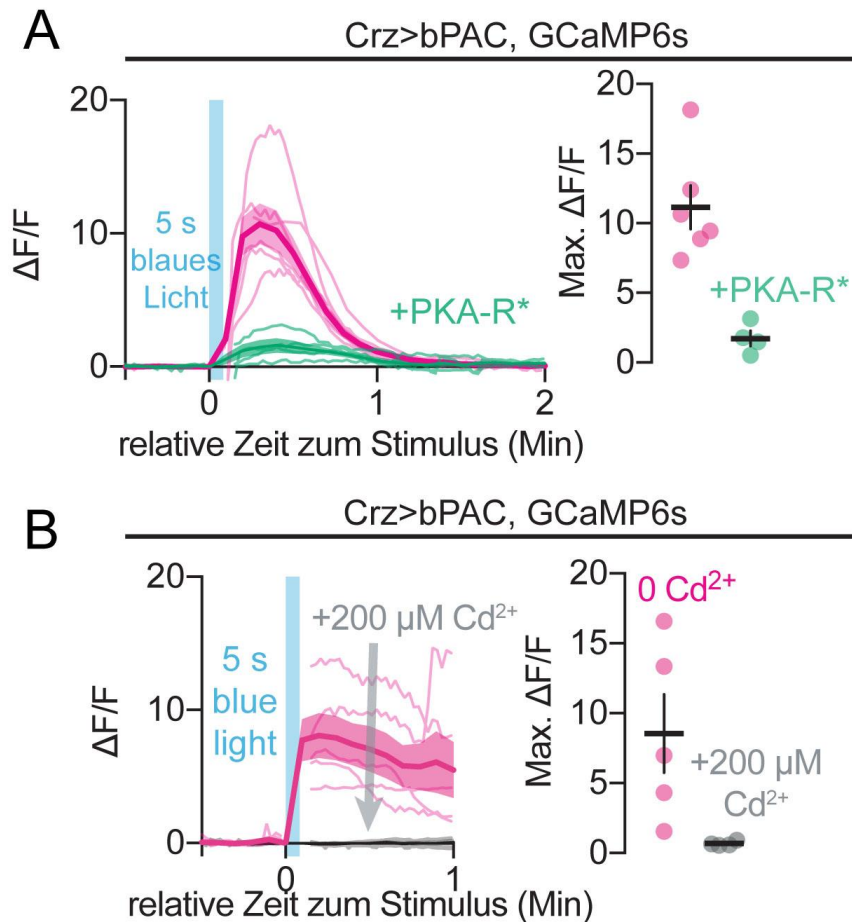 A
Crz>bPAC, GCaMP6s
20
10
0
ΔF/F
5 s
blaues
Licht
+PKA-R*
0
1
2
relative Zeit zum Stimulus (Min)
20
15
10
5
0
Max. ΔF/F
+PKA-R*
B
Crz>bPAC, GCaMP6s
20
10
0
ΔF/F
5 s
blue
light
+200 µM Cd²⁺
0
1
relative Zeit zum Stimulus (Min)
20
15
10
5
0
Max. ΔF/F
0 Cd²⁺
+200 µM
Cd²⁺